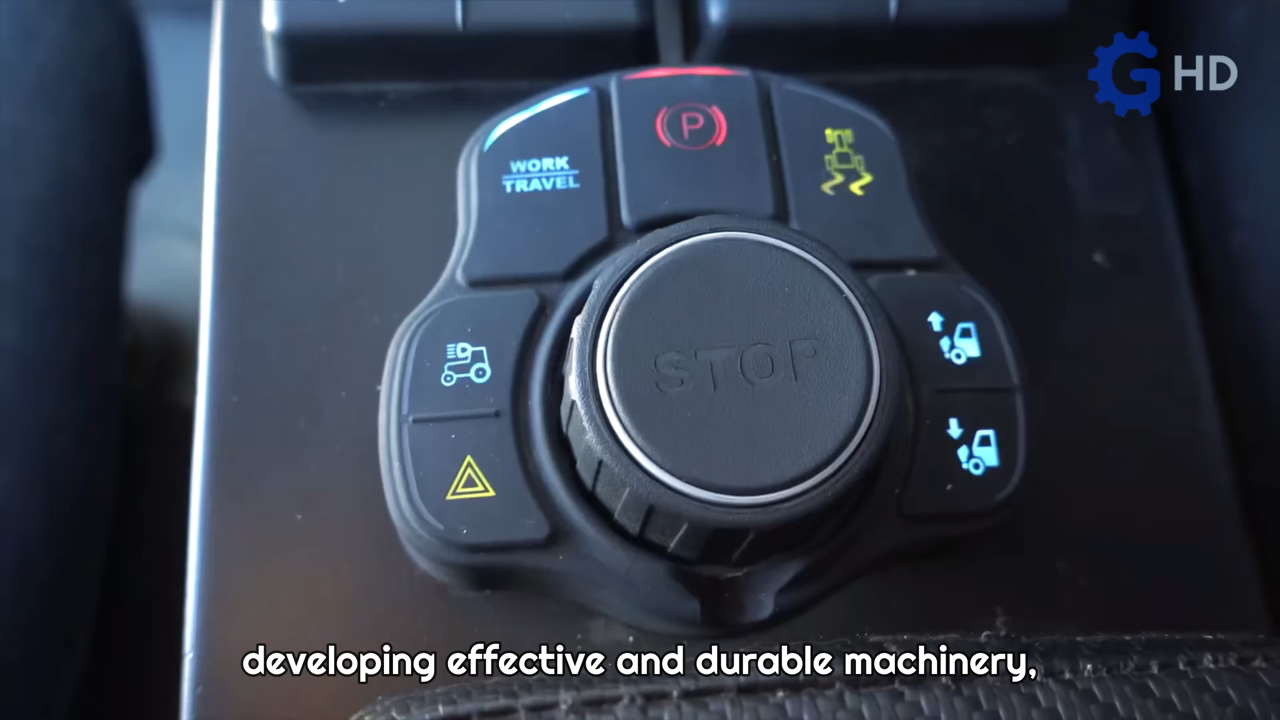 G HD
P
WORK
TRAVEL
STOP
developing effective and durable machinery,